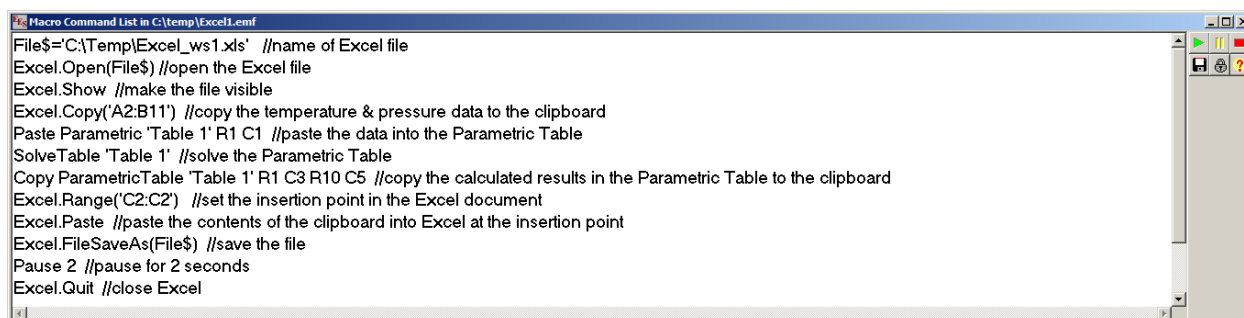 EES Macro Command List in C:\temp\Excel1.emf
File$='C:\Temp\Excel_ws1.xls' //name of Excel file
Excel.Open(File$) //open the Excel file
Excel.Show //make the file visible
Excel.Copy('A2:B11') //copy the temperature & pressure data to the clipboard
Paste Parametric 'Table 1' R1 C1 //paste the data into the Parametric Table
SolveTable 'Table 1' //solve the Parametric Table
Copy ParametricTable 'Table 1' R1 C3 R10 C5 //copy the calculated results in the Parametric Table to the clipboard
Excel.Range('C2:C2') //set the insertion point in the Excel document
Excel.Paste //paste the contents of the clipboard into Excel at the insertion point
Excel.FileSaveAs(File$) //save the file
Pause 2 //pause for 2 seconds
Excel.Quit //close Excel